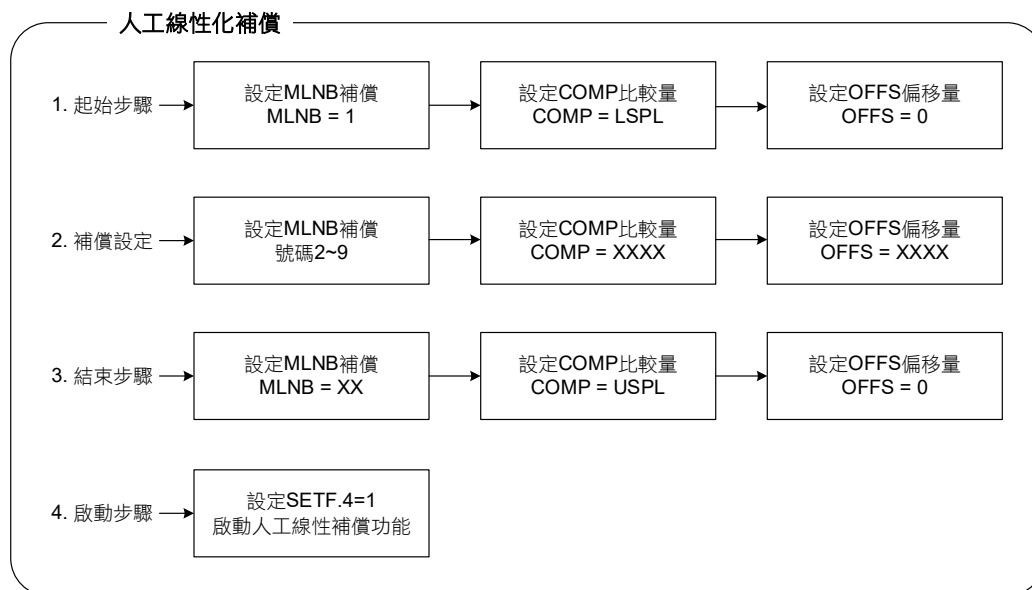 人工線性化補償
1. 起始步驟
設定MLNB補償
MLNB = 1
設定COMP比較量
COMP = LSPL
設定OFFS偏移量
OFFS = 0
2. 補償設定
設定MLNB補償
號碼2~9
設定COMP比較量
COMP = XXXX
設定OFFS偏移量
OFFS = XXXX
3. 結束步驟
設定MLNB補償
MLNB = XX
設定COMP比較量
COMP = USPL
設定OFFS偏移量
OFFS = 0
4. 啟動步驟
設定SETF.4=1
啟動人工線性補償功能